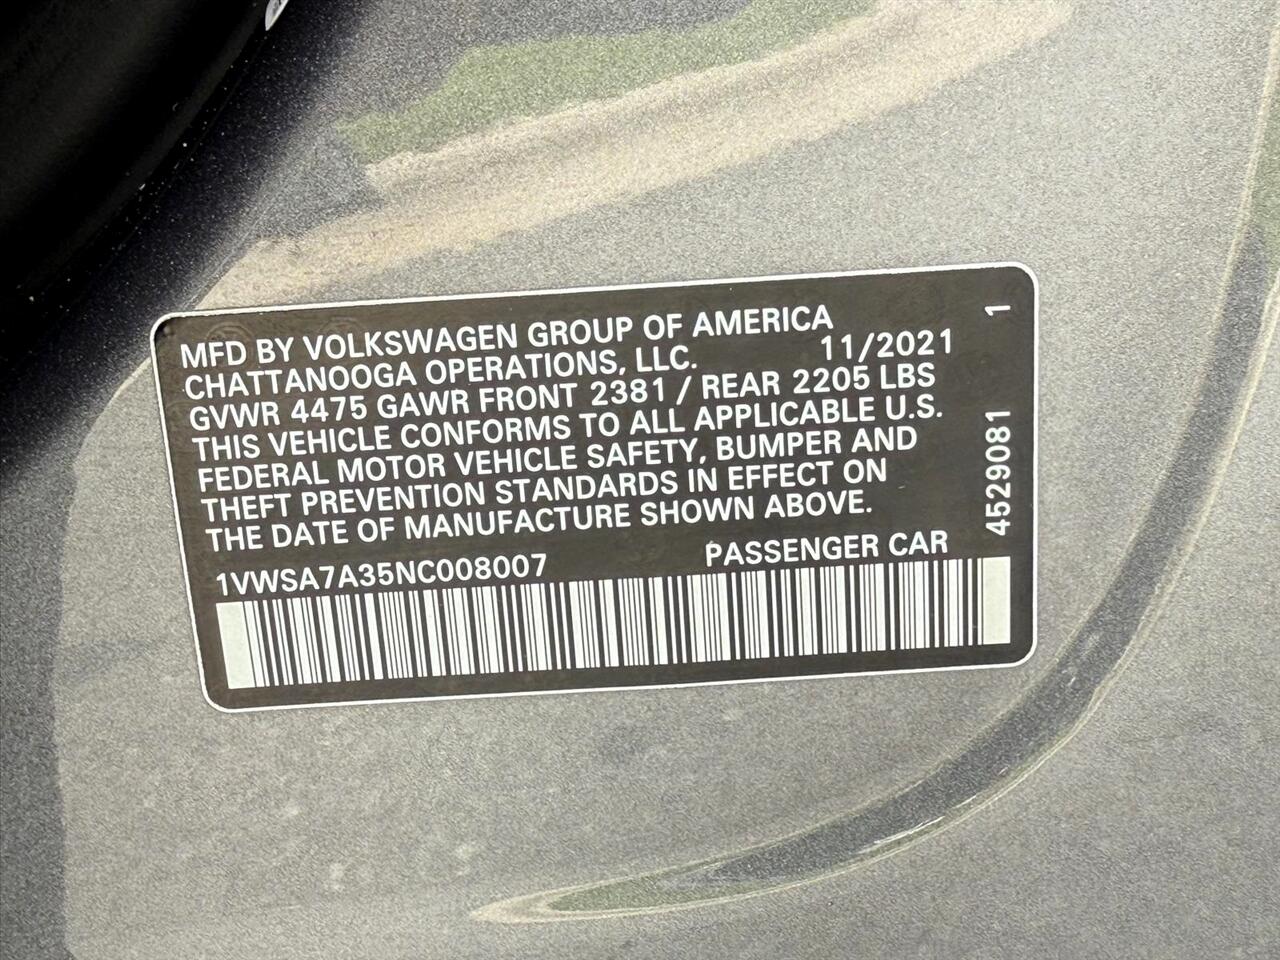 MFD BY VOLKSWAGEN GROUP OF AMERICA
CHATTANOOGA OPERATIONS, LLC. 11/2021
GVWR 4475 GAWR FRONT 2381 / REAR 2205 LBS
THIS VEHICLE CONFORMS TO ALL APPLICABLE U.S.
FEDERAL MOTOR VEHICLE SAFETY, BUMPER AND
THEFT PREVENTION STANDARDS IN EFFECT ON
THE DATE OF MANUFACTURE SHOWN ABOVE.
1VWSA7A35NC008007 PASSENGER CAR
4529081 1